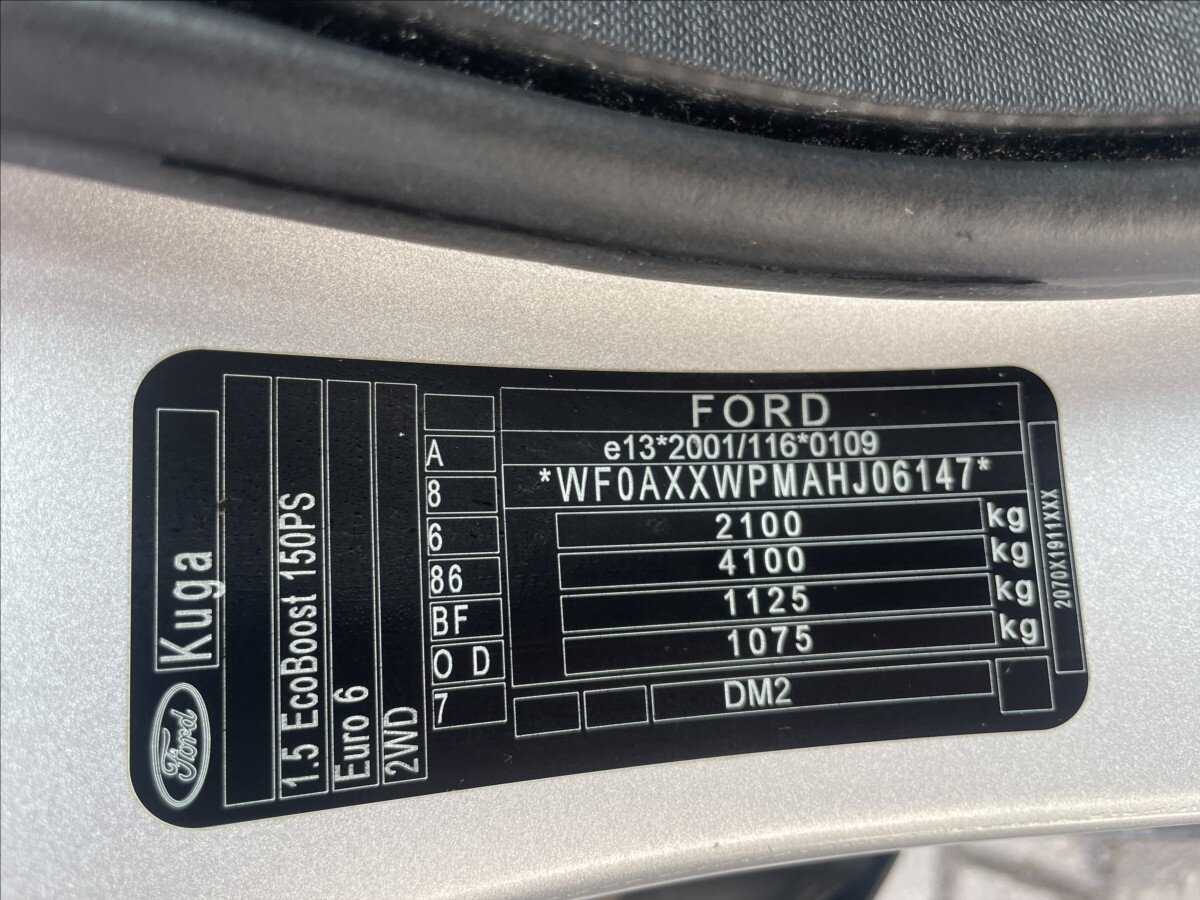 Ford
Kuga
1.5 EcoBoost 150PS
Euro 6
2WD
A
8
6
86
BF
O D
7
FORD
e13*2001/116*0109
*WF0AXXWPMAHJ06147*
2100 kg
4100 kg
1125 kg
1075 kg
DM2
2070X1911XXX